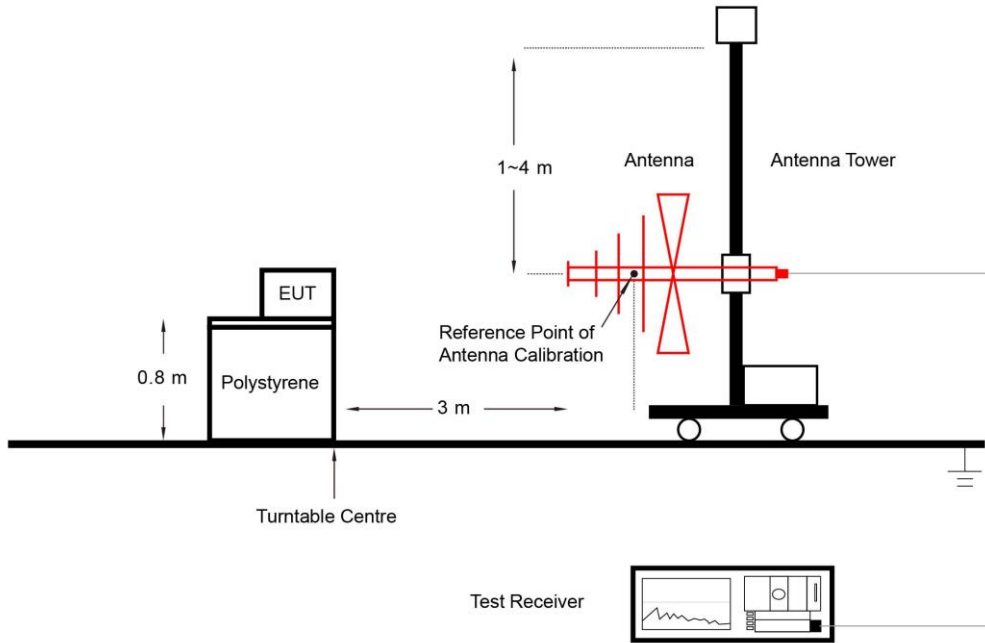 1~4 m
Antenna
Antenna Tower
EUT
Reference Point of
Antenna Calibration
0.8 m
Polystyrene
3 m
Turntable Centre
Test Receiver